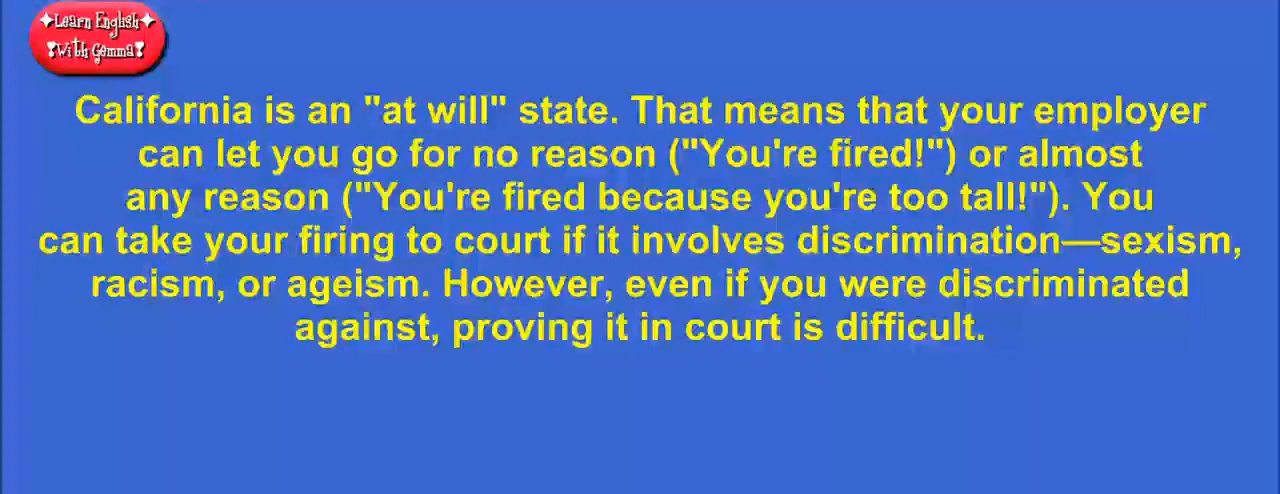 Learn English
With Gemma
California is an "at will" state. That means that your employer
can let you go for no reason ("You're fired!") or almost
any reason ("You're fired because you're too tall!"). You
can take your firing to court if it involves discrimination—sexism,
racism, or ageism. However, even if you were discriminated
against, proving it in court is difficult.